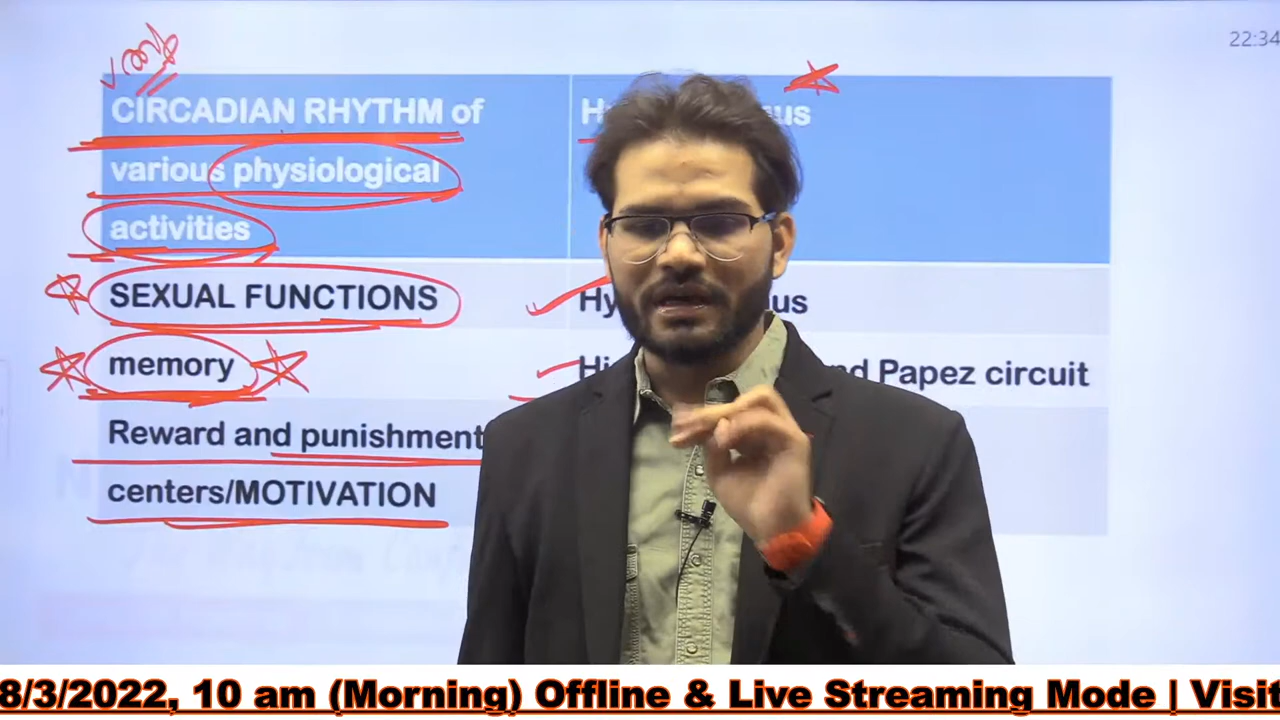 22:34
CIRCADIAN RHYTHM of
various physiological
activities
SEXUAL FUNCTIONS
memory
and Papez circuit
Reward and punishment
centers/MOTIVATION
8/3/2022, 10 am (Morning) Offline & Live Streaming Mode | Visit